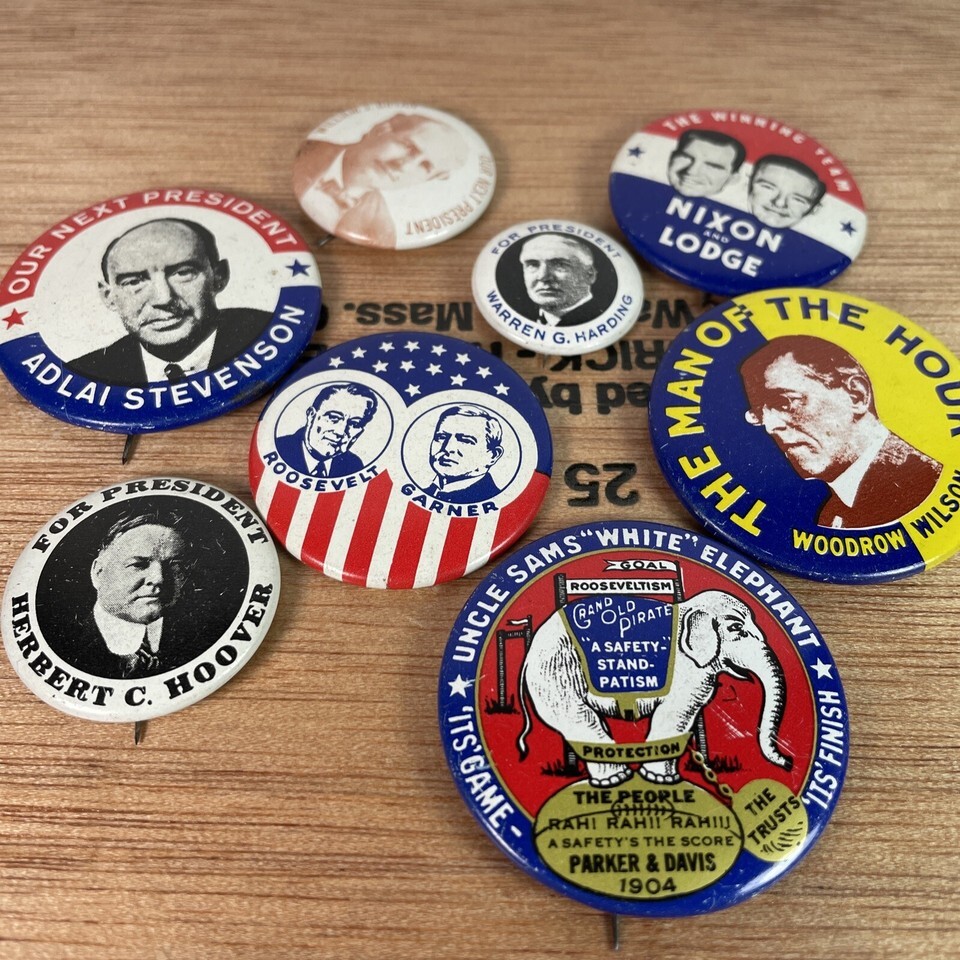 OUR NEXT PRESIDENT
ADLAI STEVENSON
OUR NEXT PRESIDENT
THE WINNING TEAM
NIXON
AND
LODGE
FOR PRESIDENT
WARREN G. HARDING
Mass.
ed by
25
ROOSEVELT
GARNER
THE MAN OF THE HOUR
WOODROW WILSON
FOR PRESIDENT
HERBERT C. HOOVER
UNCLE SAMS "WHITE" ELEPHANT
'ITS' GAME -
'ITS' FINISH
GOAL
ROOSEVELTISM
GRAND OLD PIRATE
"A SAFETY-
STAND-
PATISM
PROTECTION
THE PEOPLE
RAH! RAH!! RAH!!!
A SAFETY'S THE SCORE
PARKER & DAVIS
1904
THE
TRUSTS